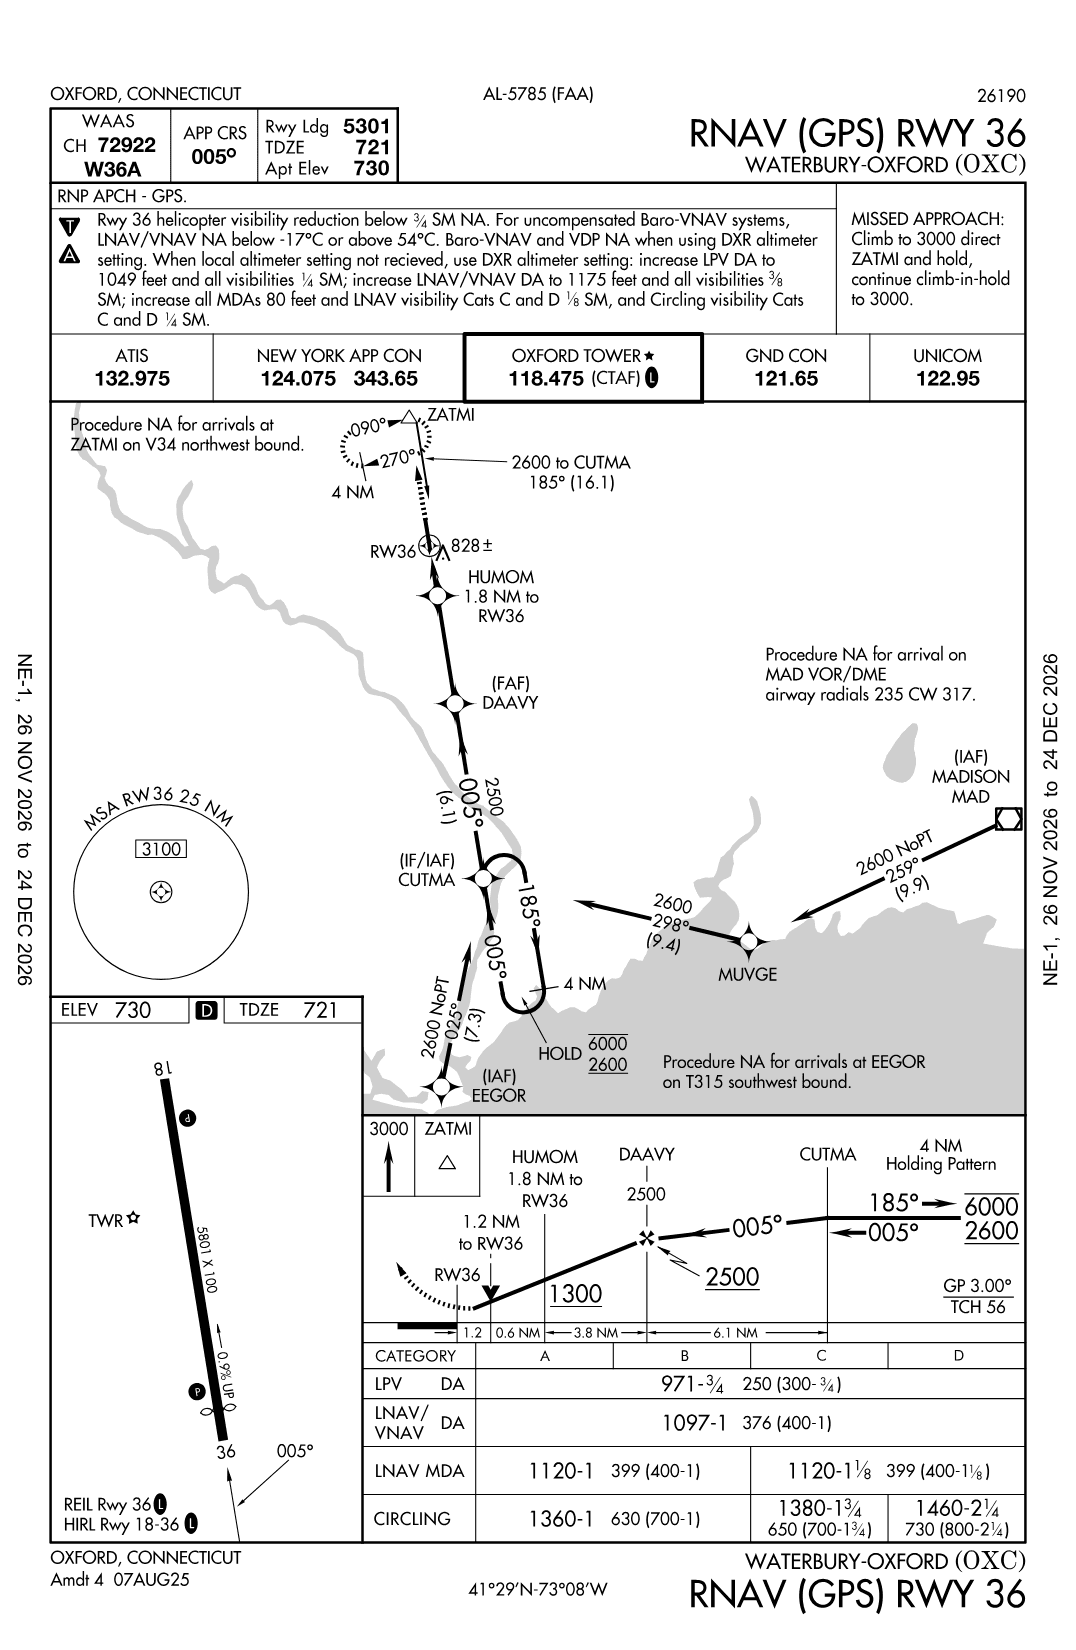 OXFORD, CONNECTICUT
AL-5785 (FAA)
26190
WAAS
CH 72922
W36A
APP CRS
005°
Rwy Ldg 5301
TDZE 721
Apt Elev 730
RNAV (GPS) RWY 36
WATERBURY-OXFORD (OXC)
RNP APCH - GPS.
T
A
Rwy 36 helicopter visibility reduction below ¾ SM NA. For uncompensated Baro-VNAV systems,
LNAV/VNAV NA below -17°C or above 54°C. Baro-VNAV and VDP NA when using DXR altimeter
setting. When local altimeter setting not recieved, use DXR altimeter setting: increase LPV DA to
1049 feet and all visibilities ¼ SM; increase LNAV/VNAV DA to 1175 feet and all visibilities ⅜
SM; increase all MDAs 80 feet and LNAV visibility Cats C and D ⅛ SM, and Circling visibility Cats
C and D ¼ SM.
MISSED APPROACH:
Climb to 3000 direct
ZATMI and hold,
continue climb-in-hold
to 3000.
ATIS
132.975
NEW YORK APP CON
124.075 343.65
OXFORD TOWER★
118.475 (CTAF) L
GND CON
121.65
UNICOM
122.95
Procedure NA for arrivals at
ZATMI on V34 northwest bound.
ZATMI
090°
270°
4 NM
2600 to CUTMA
185° (16.1)
RW36
828±
HUMOM
1.8 NM to
RW36
(FAF)
DAAVY
Procedure NA for arrival on
MAD VOR/DME
airway radials 235 CW 317.
(IAF)
MADISON
MAD
2500
005°
(6.1)
MSA RW36 25 NM
3100
(IF/IAF)
CUTMA
2600 NoPT
259°
(9.9)
185°
005°
2600
298°
(9.4)
MUVGE
4 NM
2600 NoPT
025°
(7.3)
HOLD
6000
2600
Procedure NA for arrivals at EEGOR
on T315 southwest bound.
(IAF)
EEGOR
ELEV 730
D
TDZE 721
18
P
TWR
5801 X 100
0.9% UP
P
36
005°
REIL Rwy 36 L
HIRL Rwy 18-36 L
3000
ZATMI
HUMOM
1.8 NM to
RW36
DAAVY
2500
CUTMA
4 NM
Holding Pattern
185°
6000
005°
2600
005°
1.2 NM
to RW36
RW36
1300
2500
GP 3.00°
TCH 56
1.2
0.6 NM
3.8 NM
6.1 NM
CATEGORY A B C D
LPV DA 971-¾ 250 (300-¾)
LNAV/
VNAV DA 1097-1 376 (400-1)
LNAV MDA 1120-1 399 (400-1) 1120-1⅛ 399 (400-1⅛)
CIRCLING 1360-1 630 (700-1) 1380-1¾ 1460-2¼
650 (700-1¾) 730 (800-2¼)
OXFORD, CONNECTICUT
Amdt 4 07AUG25
41°29'N-73°08'W
WATERBURY-OXFORD (OXC)
RNAV (GPS) RWY 36
NE-1, 26 NOV 2026 to 24 DEC 2026
NE-1, 26 NOV 2026 to 24 DEC 2026